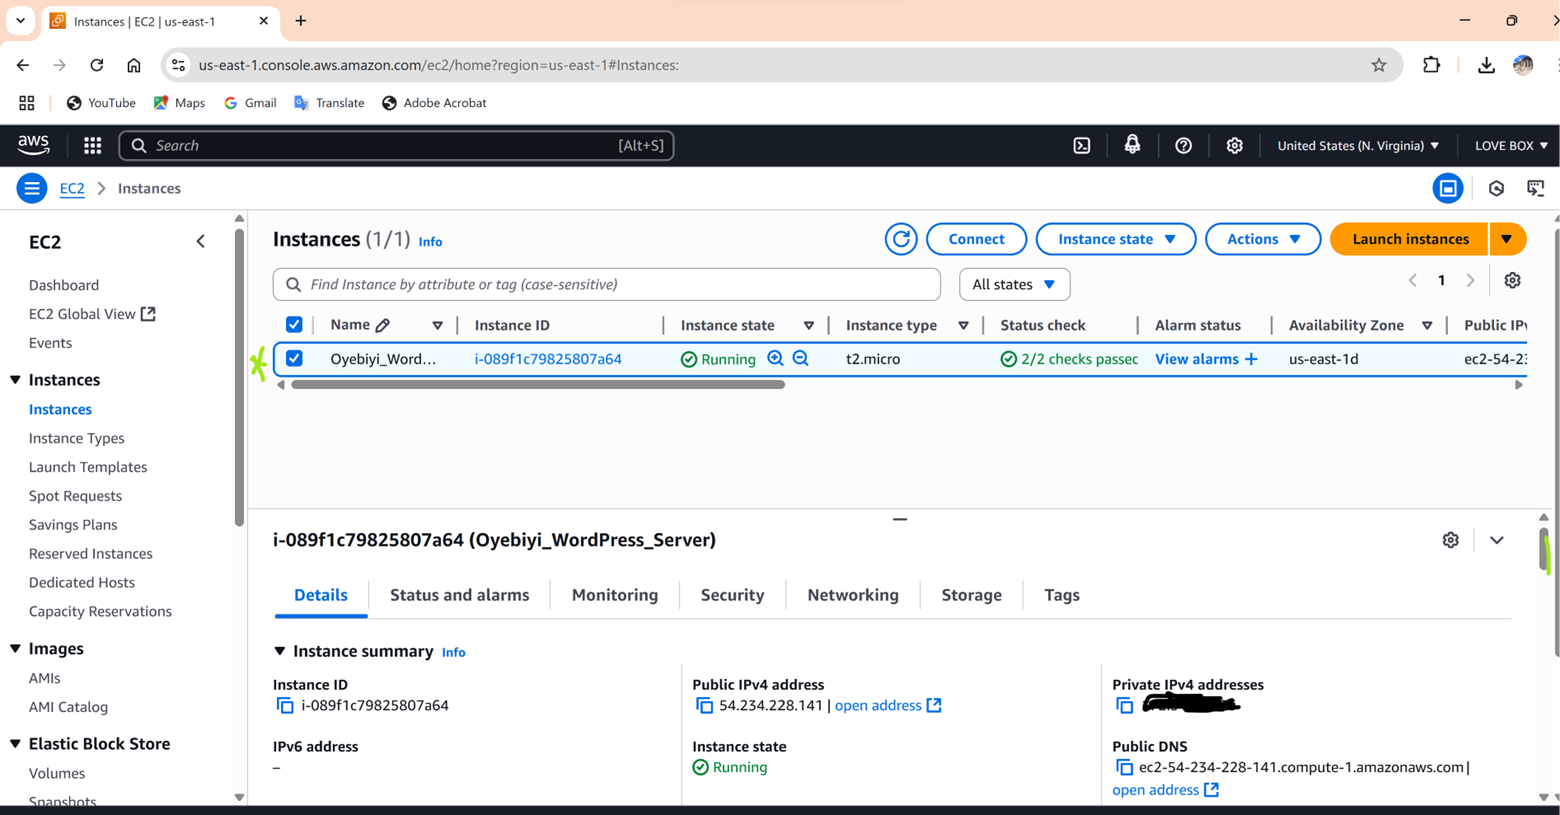 Instances | EC2 | us-east-1
us-east-1.console.aws.amazon.com/ec2/home?region=us-east-1#Instances:
YouTube Maps Gmail Translate Adobe Acrobat
aws Search [Alt+S] United States (N. Virginia) LOVE BOX
EC2 Instances
EC2
Dashboard
EC2 Global View
Events
Instances
Instances
Instance Types
Launch Templates
Spot Requests
Savings Plans
Reserved Instances
Dedicated Hosts
Capacity Reservations
Images
AMIs
AMI Catalog
Elastic Block Store
Volumes
Snapshots
Instances (1/1) Info Connect Instance state Actions Launch instances
Find Instance by attribute or tag (case-sensitive) All states 1
Name Instance ID Instance state Instance type Status check Alarm status Availability Zone Public IPv
Oyebiyi_Word... i-089f1c79825807a64 Running t2.micro 2/2 checks passec View alarms + us-east-1d ec2-54-23
i-089f1c79825807a64 (Oyebiyi_WordPress_Server)
Details Status and alarms Monitoring Security Networking Storage Tags
Instance summary Info
Instance ID
i-089f1c79825807a64
IPv6 address
–
Public IPv4 address
54.234.228.141 | open address
Instance state
Running
Private IPv4 addresses
Public DNS
ec2-54-234-228-141.compute-1.amazonaws.com |
open address